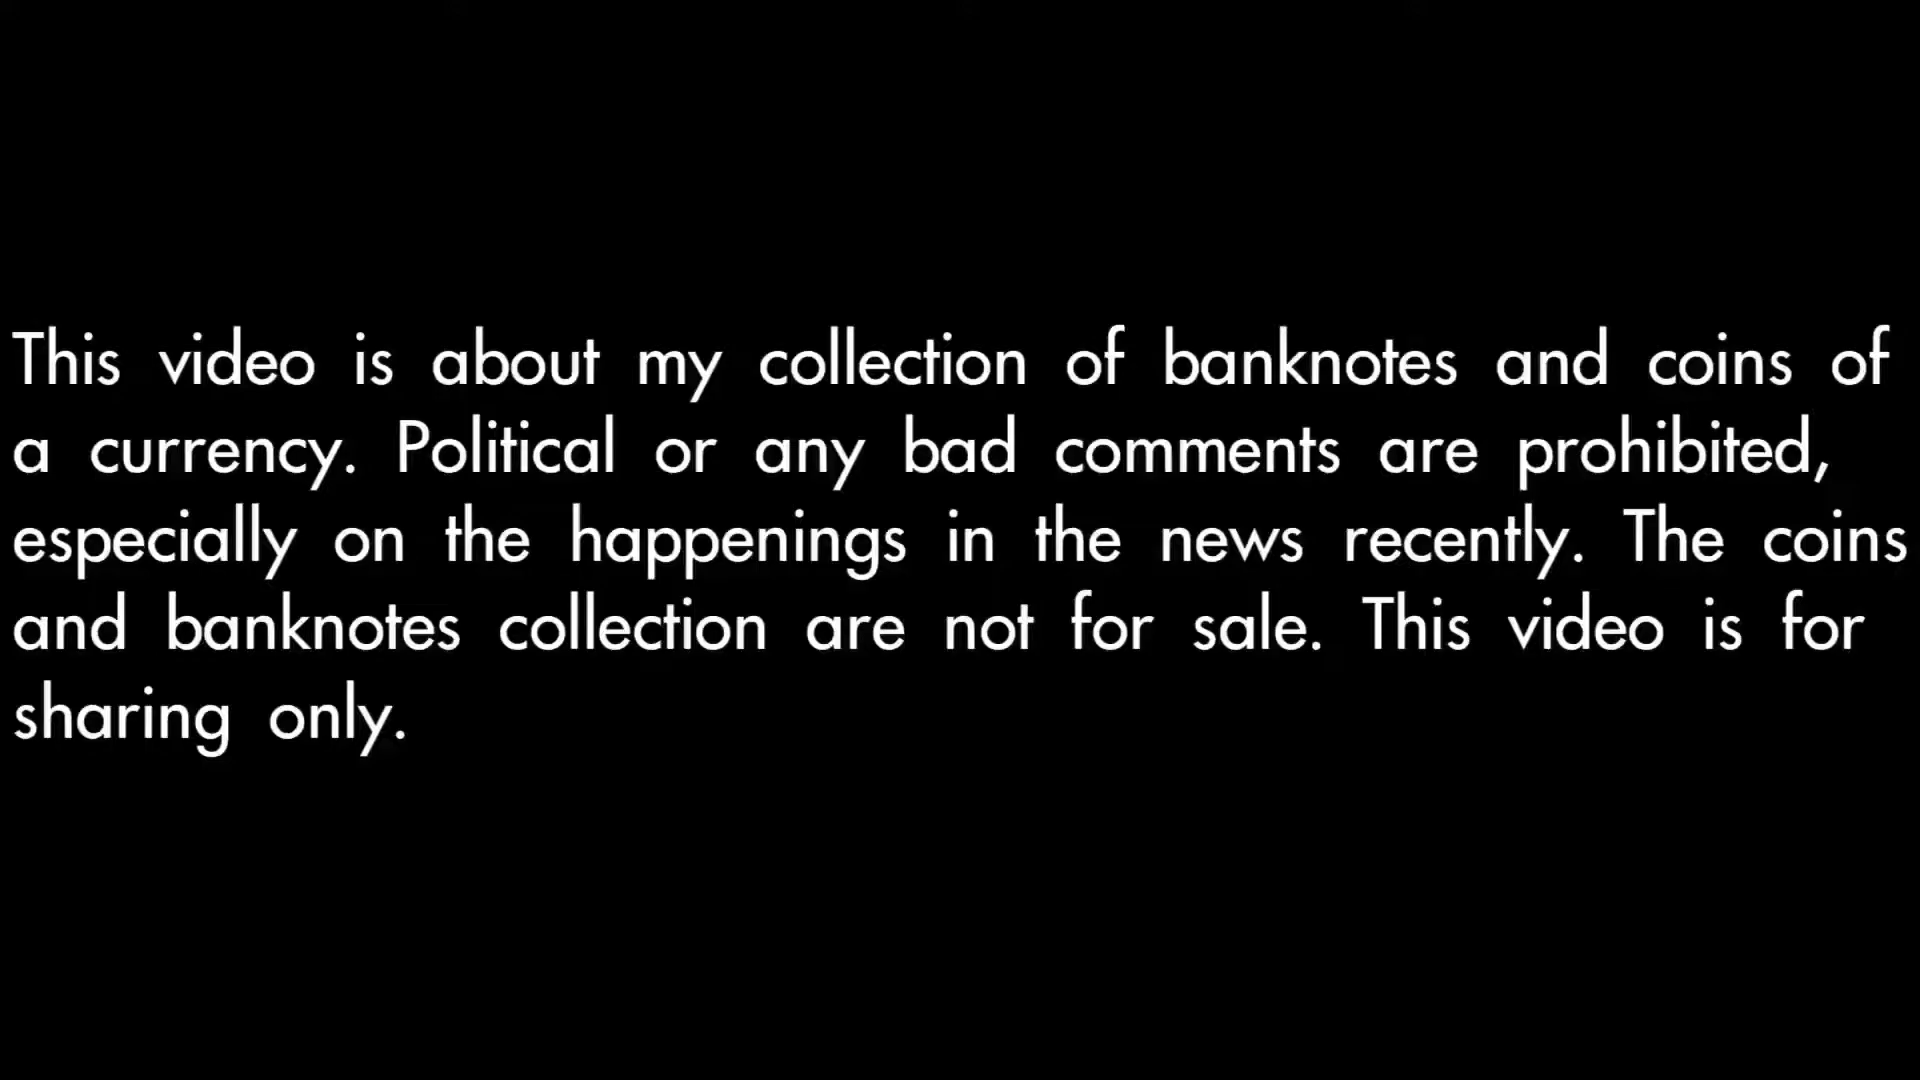 This video is about my collection of banknotes and coins of
a currency. Political or any bad comments are prohibited,
especially on the happenings in the news recently. The coins
and banknotes collection are not for sale. This video is for
sharing only.